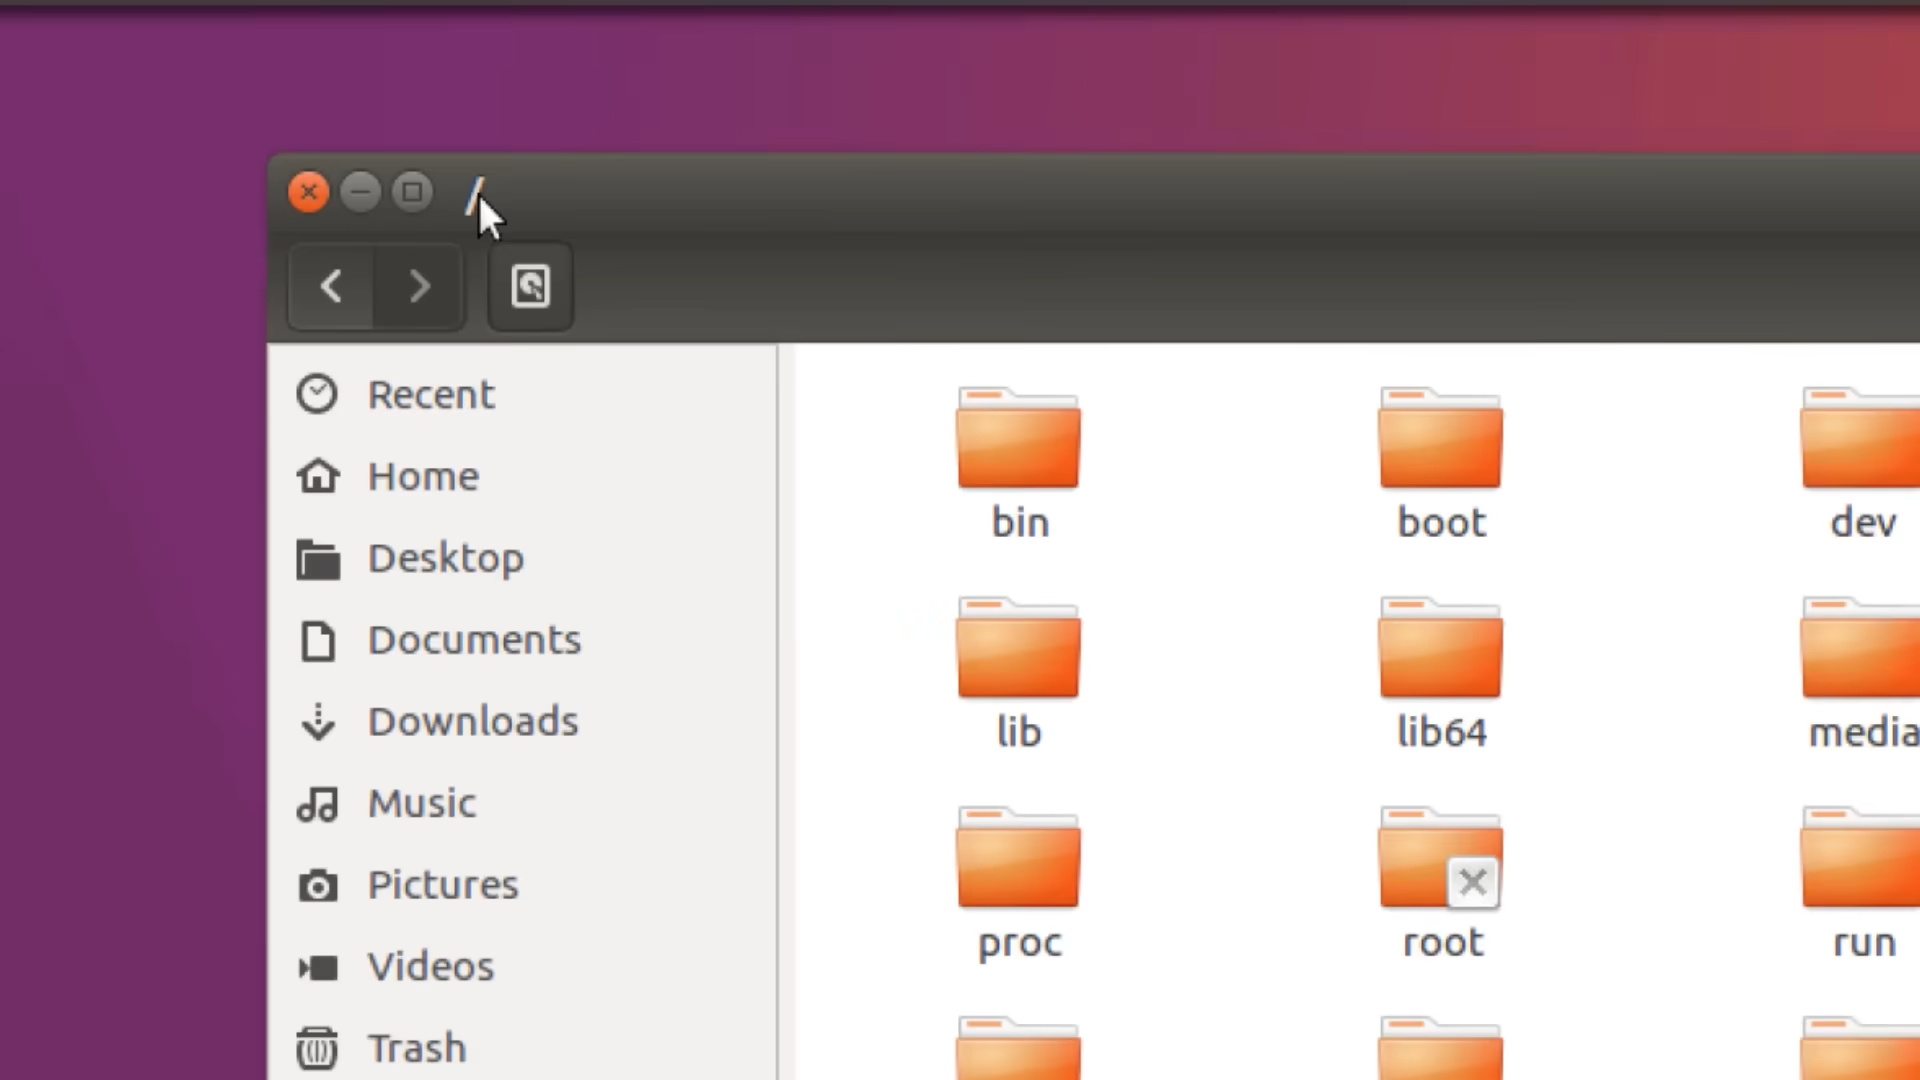 /
Recent
Home
Desktop
Documents
Downloads
Music
Pictures
Videos
Trash
bin boot dev
lib lib64 media
proc root run